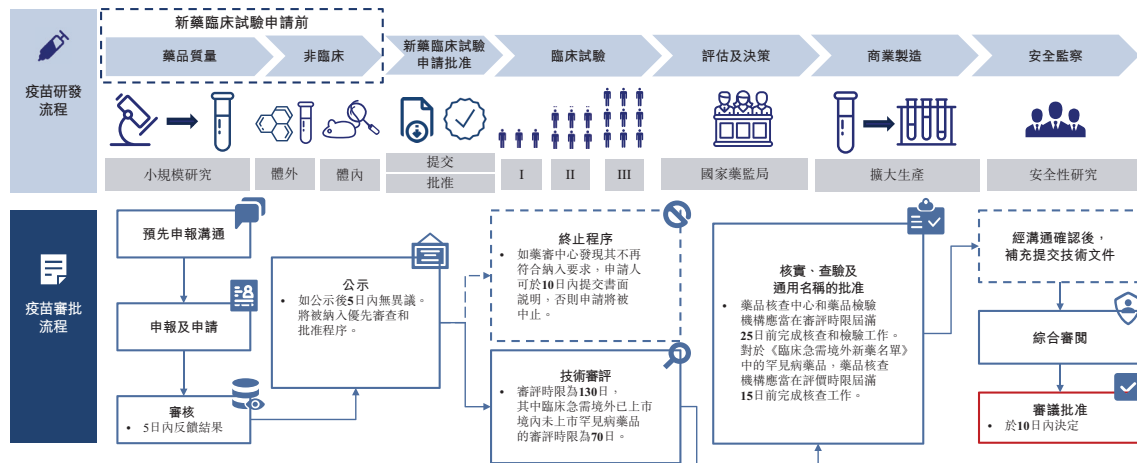 新藥臨床試驗申請前
疫苗研發
流程
藥品質量
非臨床
新藥臨床試驗
申請批准
臨床試驗
評估及決策
商業製造
安全監察
小規模研究
體外
體內
提交
批准
I
II
III
國家藥監局
擴大生產
安全性研究
疫苗審批
流程
預先申報溝通
申報及申請
審核
• 5日內反饋結果
公示
• 如公示後5日內無異議。
將被納入優先審查和
批准程序。
終止程序
• 如藥審中心發現其不再
符合納入要求，申請人
可於10日內提交書面
說明，否則申請將被
中止。
技術審評
• 審評時限為130日，
其中臨床急需境外已上市
境內未上市罕見病藥品
的審評時限為70日。
核實、查驗及
通用名稱的批准
• 藥品核查中心和藥品檢驗
機構應當在審評時限屆滿
25日前完成核查和檢驗工作。
對於《臨床急需境外新藥名單》
中的罕見病藥品，藥品核查
機構應當在評價時限屆滿
15日前完成核查工作。
經溝通確認後，
補充提交技術文件
綜合審閱
審議批准
• 於10日內決定